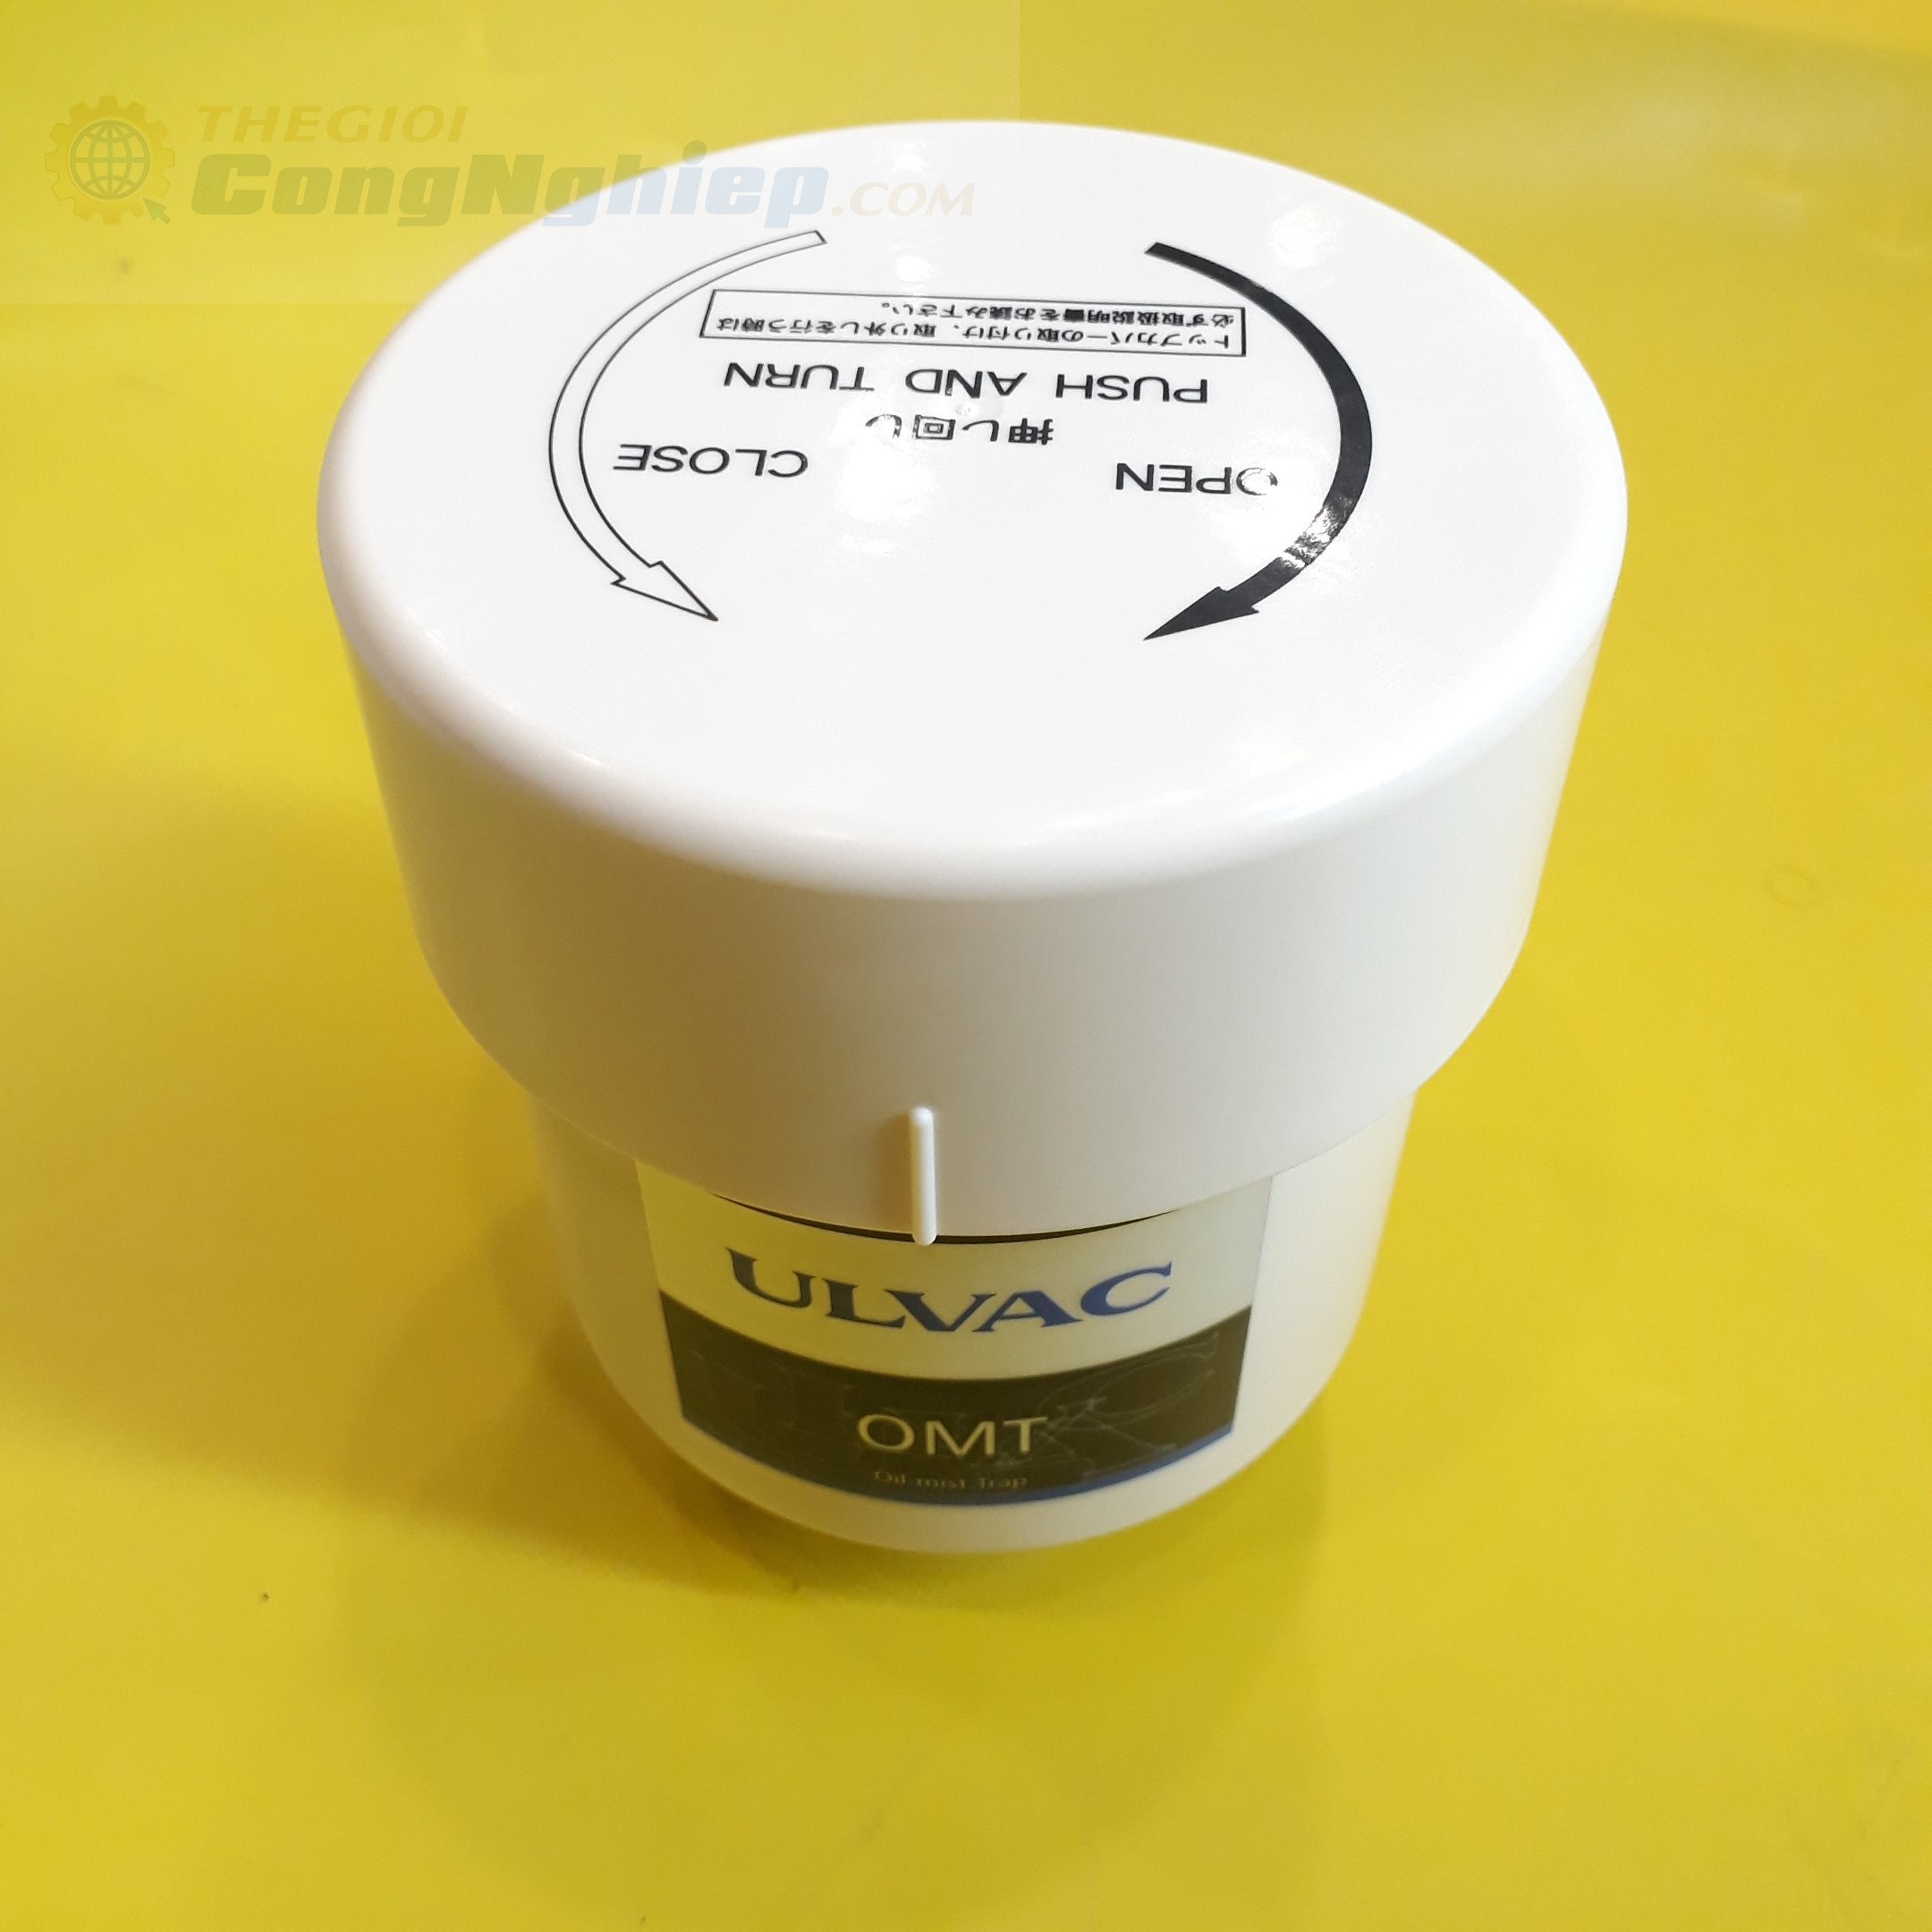 THEGIOI
CongNghiep.COM
OPEN
CLOSE
押し回し
PUSH AND TURN
トップカバーの取り付け、取り外しを行う時は
必ず取扱説明書をお読み下さい。
ULVAC
OMT
Oil mist Trap